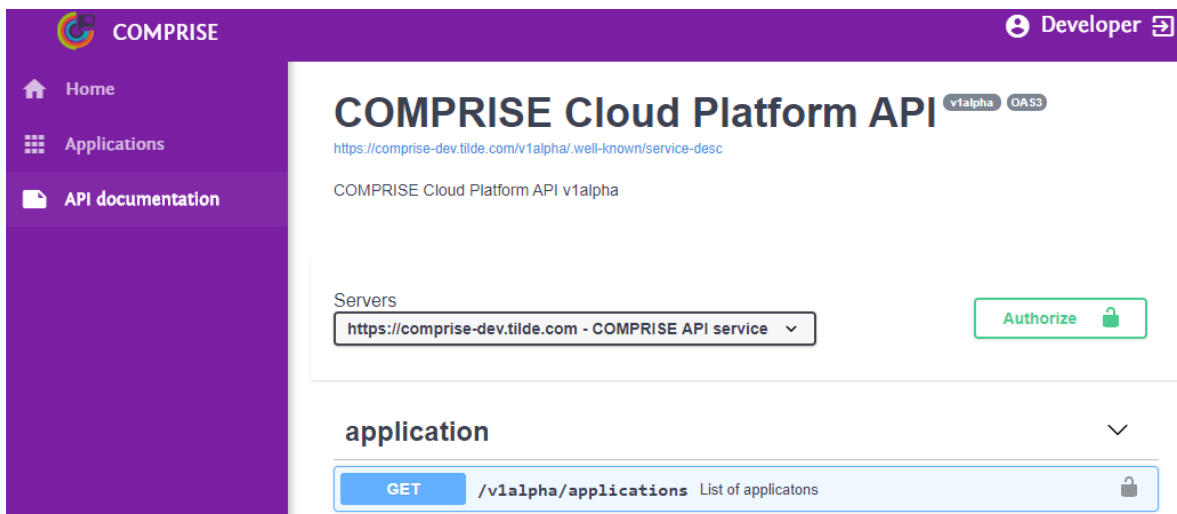 COMPRISE
Developer
Home
Applications
API documentation
COMPRISE Cloud Platform API v1alpha OAS3
https://comprise-dev.tilde.com/v1alpha/.well-known/service-desc
COMPRISE Cloud Platform API v1alpha
Servers
https://comprise-dev.tilde.com - COMPRISE API service
Authorize
application
GET /v1alpha/applications List of applicatons